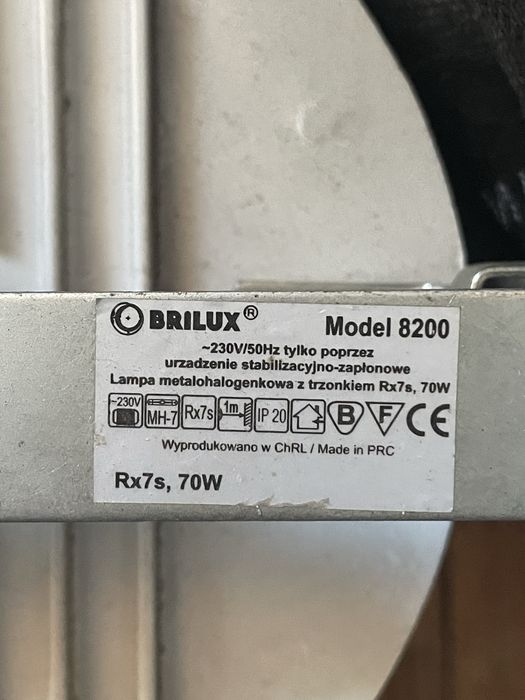 BRILUX® Model 8200
~230V/50Hz tylko poprzez
urzadzenie stabilizacyjno-zapłonowe
Lampa metalohalogenkowa z trzonkiem Rx7s, 70W
~230V MH-7 Rx7s 1m IP 20 B F CE
Wyprodukowano w ChRL / Made in PRC
Rx7s, 70W